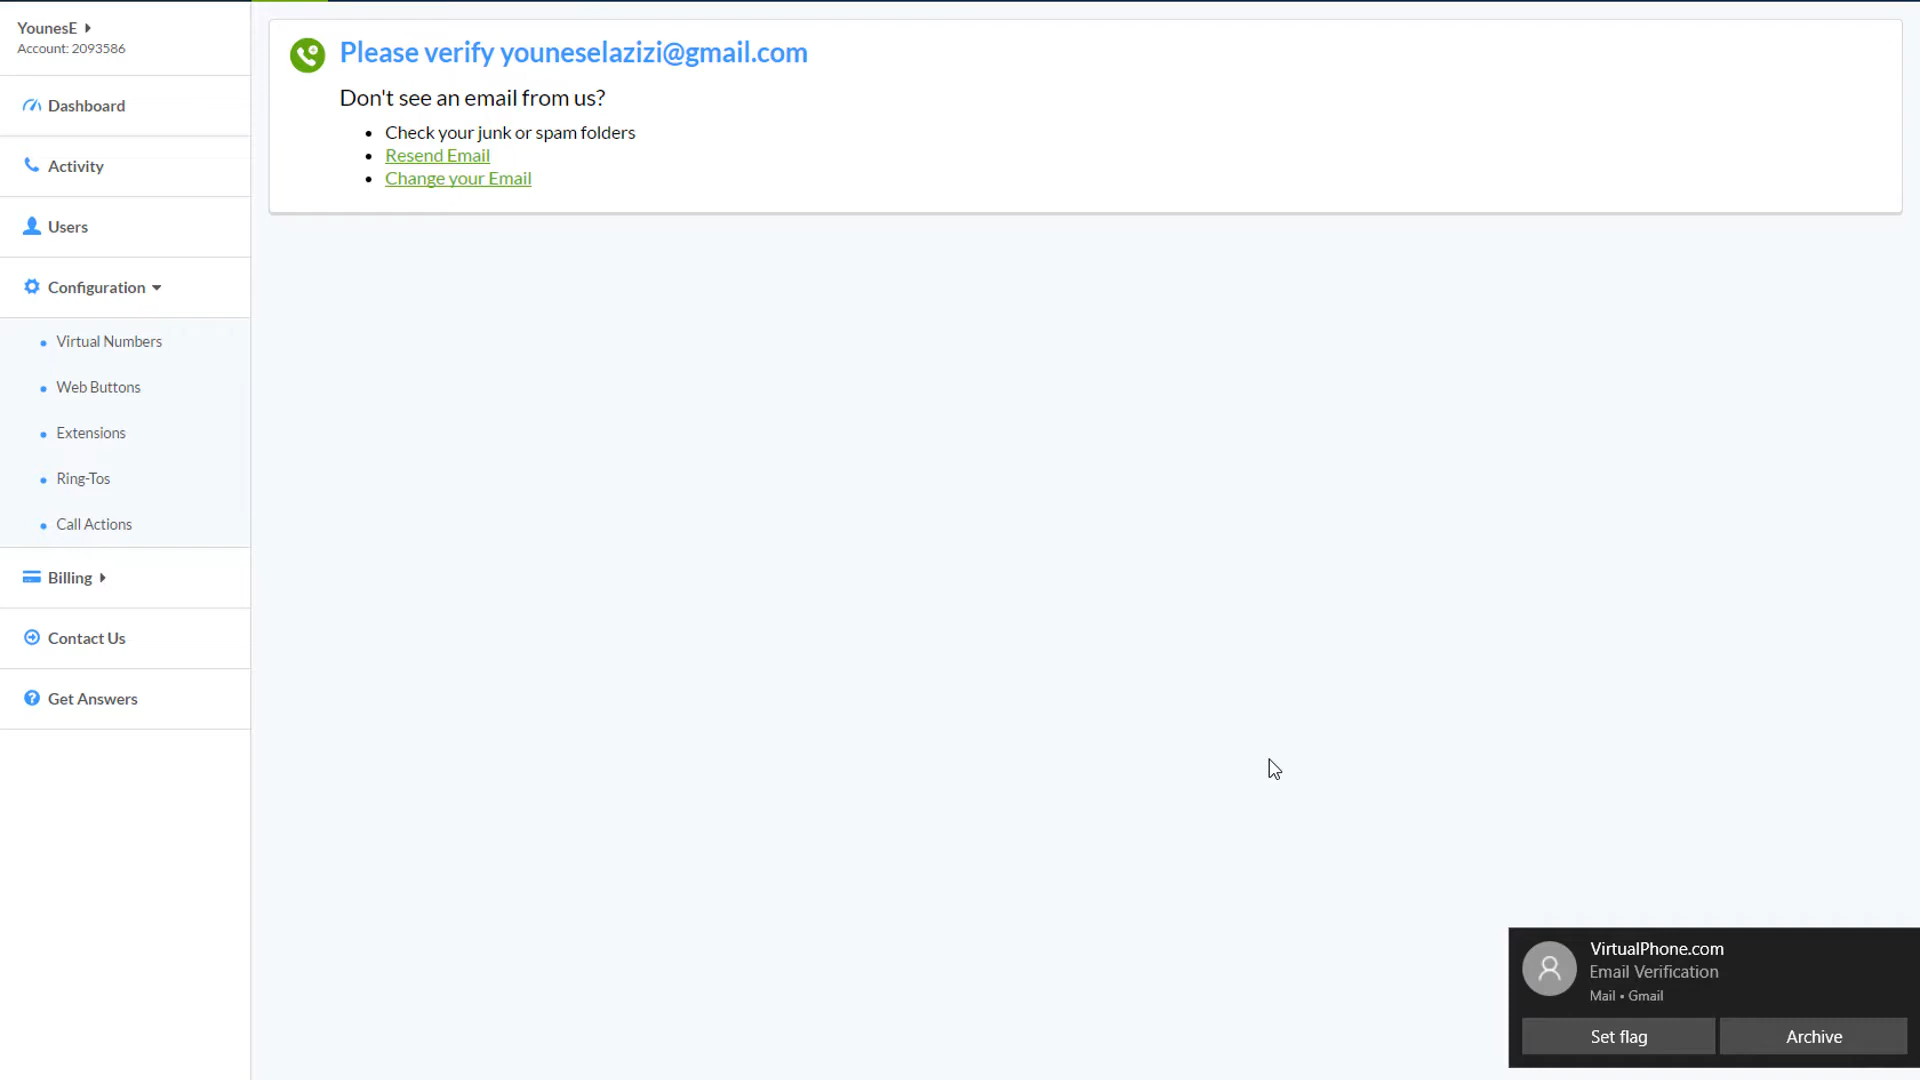 YounesE
Account: 2093586
Dashboard
Activity
Users
Configuration
Virtual Numbers
Web Buttons
Extensions
Ring-Tos
Call Actions
Billing
Contact Us
Get Answers
Please verify youneselazizi@gmail.com
Don't see an email from us?
Check your junk or spam folders
Resend Email
Change your Email
VirtualPhone.com
Email Verification
Mail • Gmail
Set flag
Archive